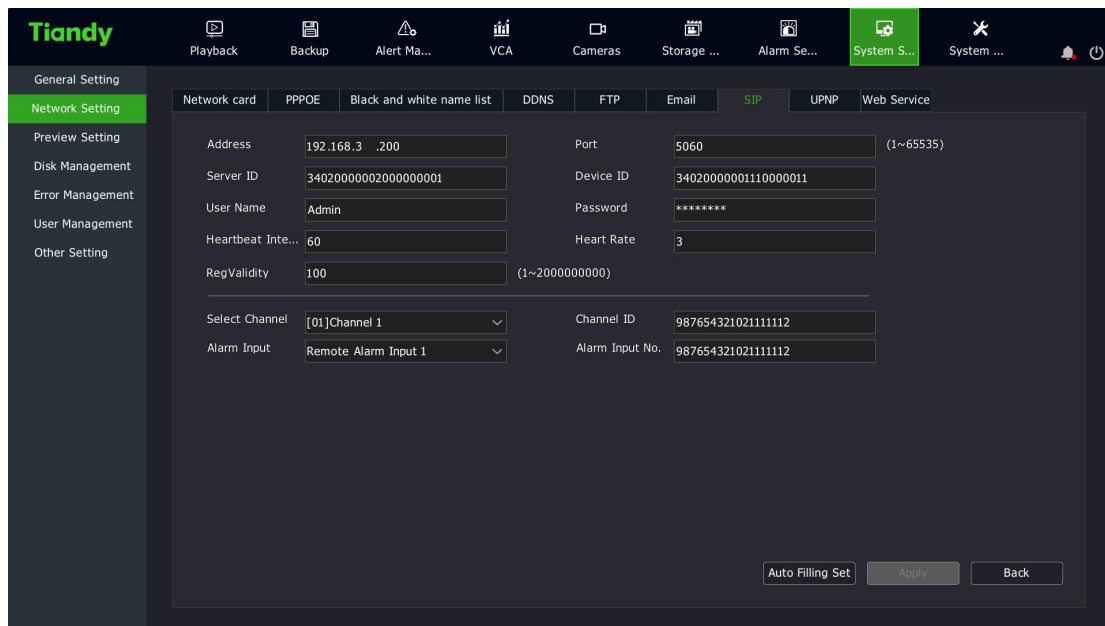 Tiandy
Playback Backup Alert Ma... VCA Cameras Storage ... Alarm Se... System S... System ...
General Setting
Network Setting
Preview Setting
Disk Management
Error Management
User Management
Other Setting
Network card PPPOE Black and white name list DDNS FTP Email SIP UPNP Web Service
Address 192.168.3 .200 Port 5060 (1~65535)
Server ID 34020000002000000001 Device ID 34020000001110000011
User Name Admin Password ********
Heartbeat Inte... 60 Heart Rate 3
RegValidity 100 (1~2000000000)
Select Channel [01]Channel 1 Channel ID 987654321021111112
Alarm Input Remote Alarm Input 1 Alarm Input No. 987654321021111112
Auto Filling Set Apply Back